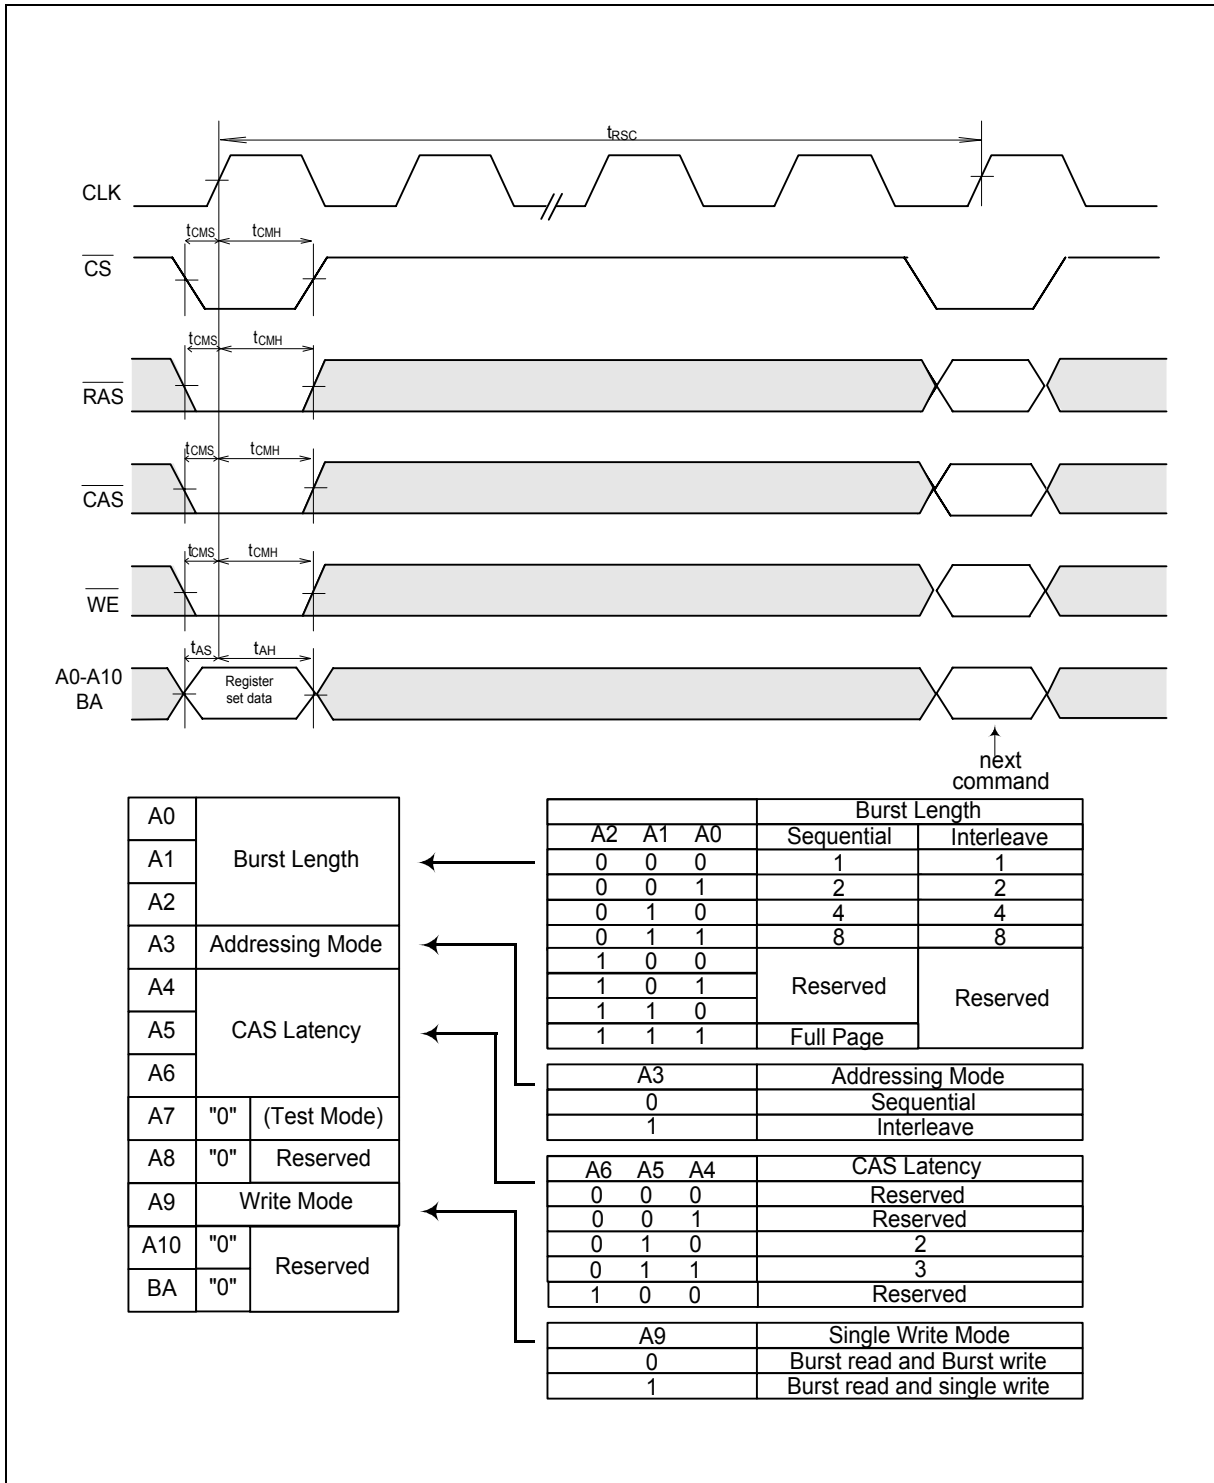 tRSC
CLK
tCMS tCMH
CS
tCMS tCMH
RAS
tCMS tCMH
CAS
tCMS tCMH
WE
tAS tAH
A0-A10
BA
Register
set data
next
command
A0
A1 Burst Length
A2
A3 Addressing Mode
A4
A5 CAS Latency
A6
A7 "0" (Test Mode)
A8 "0" Reserved
A9 Write Mode
A10 "0" Reserved
BA "0"
Burst Length
A2 A1 A0 Sequential Interleave
0 0 0 1 1
0 0 1 2 2
0 1 0 4 4
0 1 1 8 8
1 0 0
1 0 1 Reserved Reserved
1 1 0
1 1 1 Full Page
A3 Addressing Mode
0 Sequential
1 Interleave
A6 A5 A4 CAS Latency
0 0 0 Reserved
0 0 1 Reserved
0 1 0 2
0 1 1 3
1 0 0 Reserved
A9 Single Write Mode
0 Burst read and Burst write
1 Burst read and single write